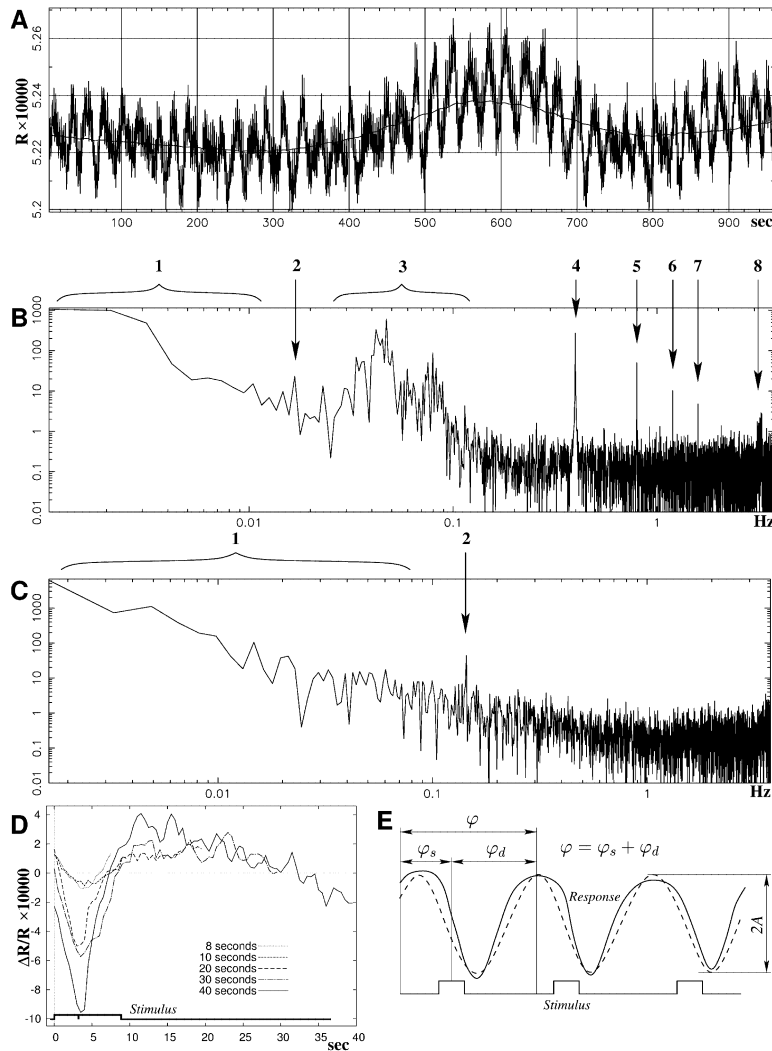 A
R ×10000
5.26
5.24
5.22
5.2
100 200 300 400 500 600 700 800 900 sec
1 2 3 4 5 6 7 8
B
1000
100
10
1
0.1
0.01
0.01 0.1 1 Hz
1 2
C
1000
100
10
1
0.1
0.01
0.01 0.1 1 Hz
D
ΔR/R ×10000
4
2
0
-2
-4
-6
-8
-10
8 seconds
10 seconds
20 seconds
30 seconds
40 seconds
Stimulus
0 5 10 15 20 25 30 35 40
sec
E
φ
φs φd φ = φs + φd
Response
2A
Stimulus